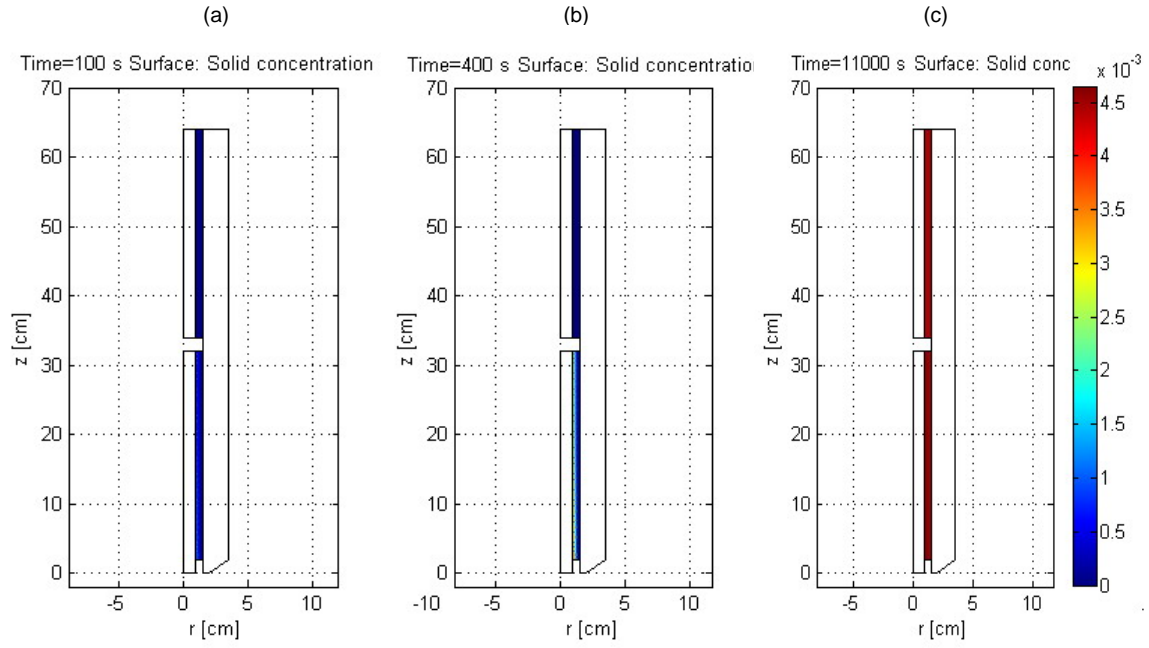 (a) (b) (c)
Time=100 s Surface: Solid concentration
70
60
50
40
30
20
10
0
z [cm]
-5 0 5 10
r [cm]
Time=400 s Surface: Solid concentratio
70
60
50
40
30
20
10
0
z [cm]
-10 -5 0 5 10
r [cm]
Time=11000 s Surface: Solid conc
70
60
50
40
30
20
10
0
z [cm]
-5 0 5 10
r [cm]
x 10⁻³
4.5
4
3.5
3
2.5
2
1.5
1
0.5
0